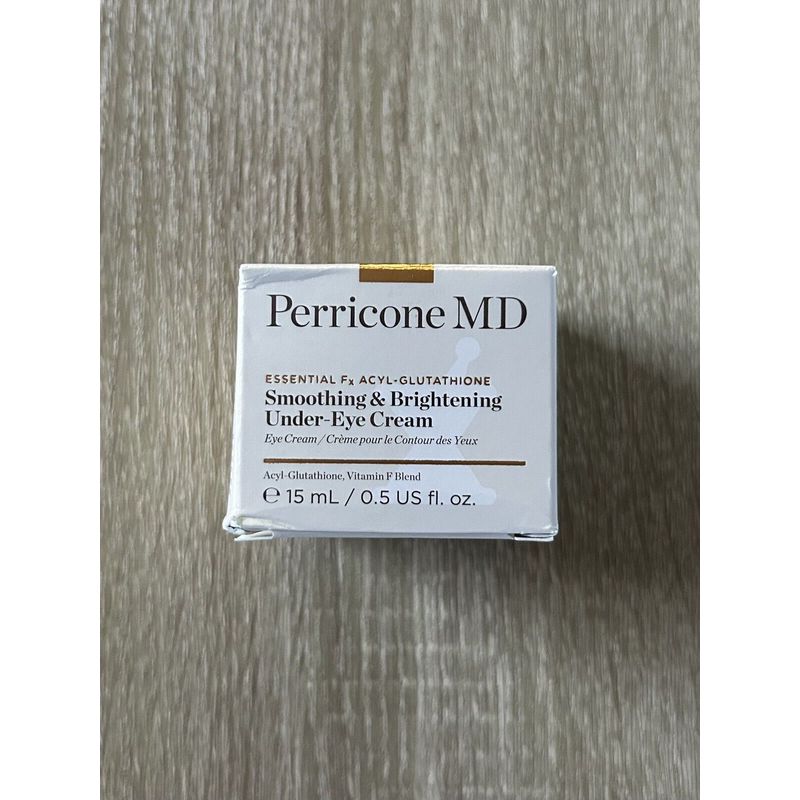 Perricone MD
ESSENTIAL Fx ACYL-GLUTATHIONE
Smoothing & Brightening
Under-Eye Cream
Eye Cream / Crème pour le Contour des Yeux
Acyl-Glutathione, Vitamin F Blend
℮ 15 mL / 0.5 US fl. oz.